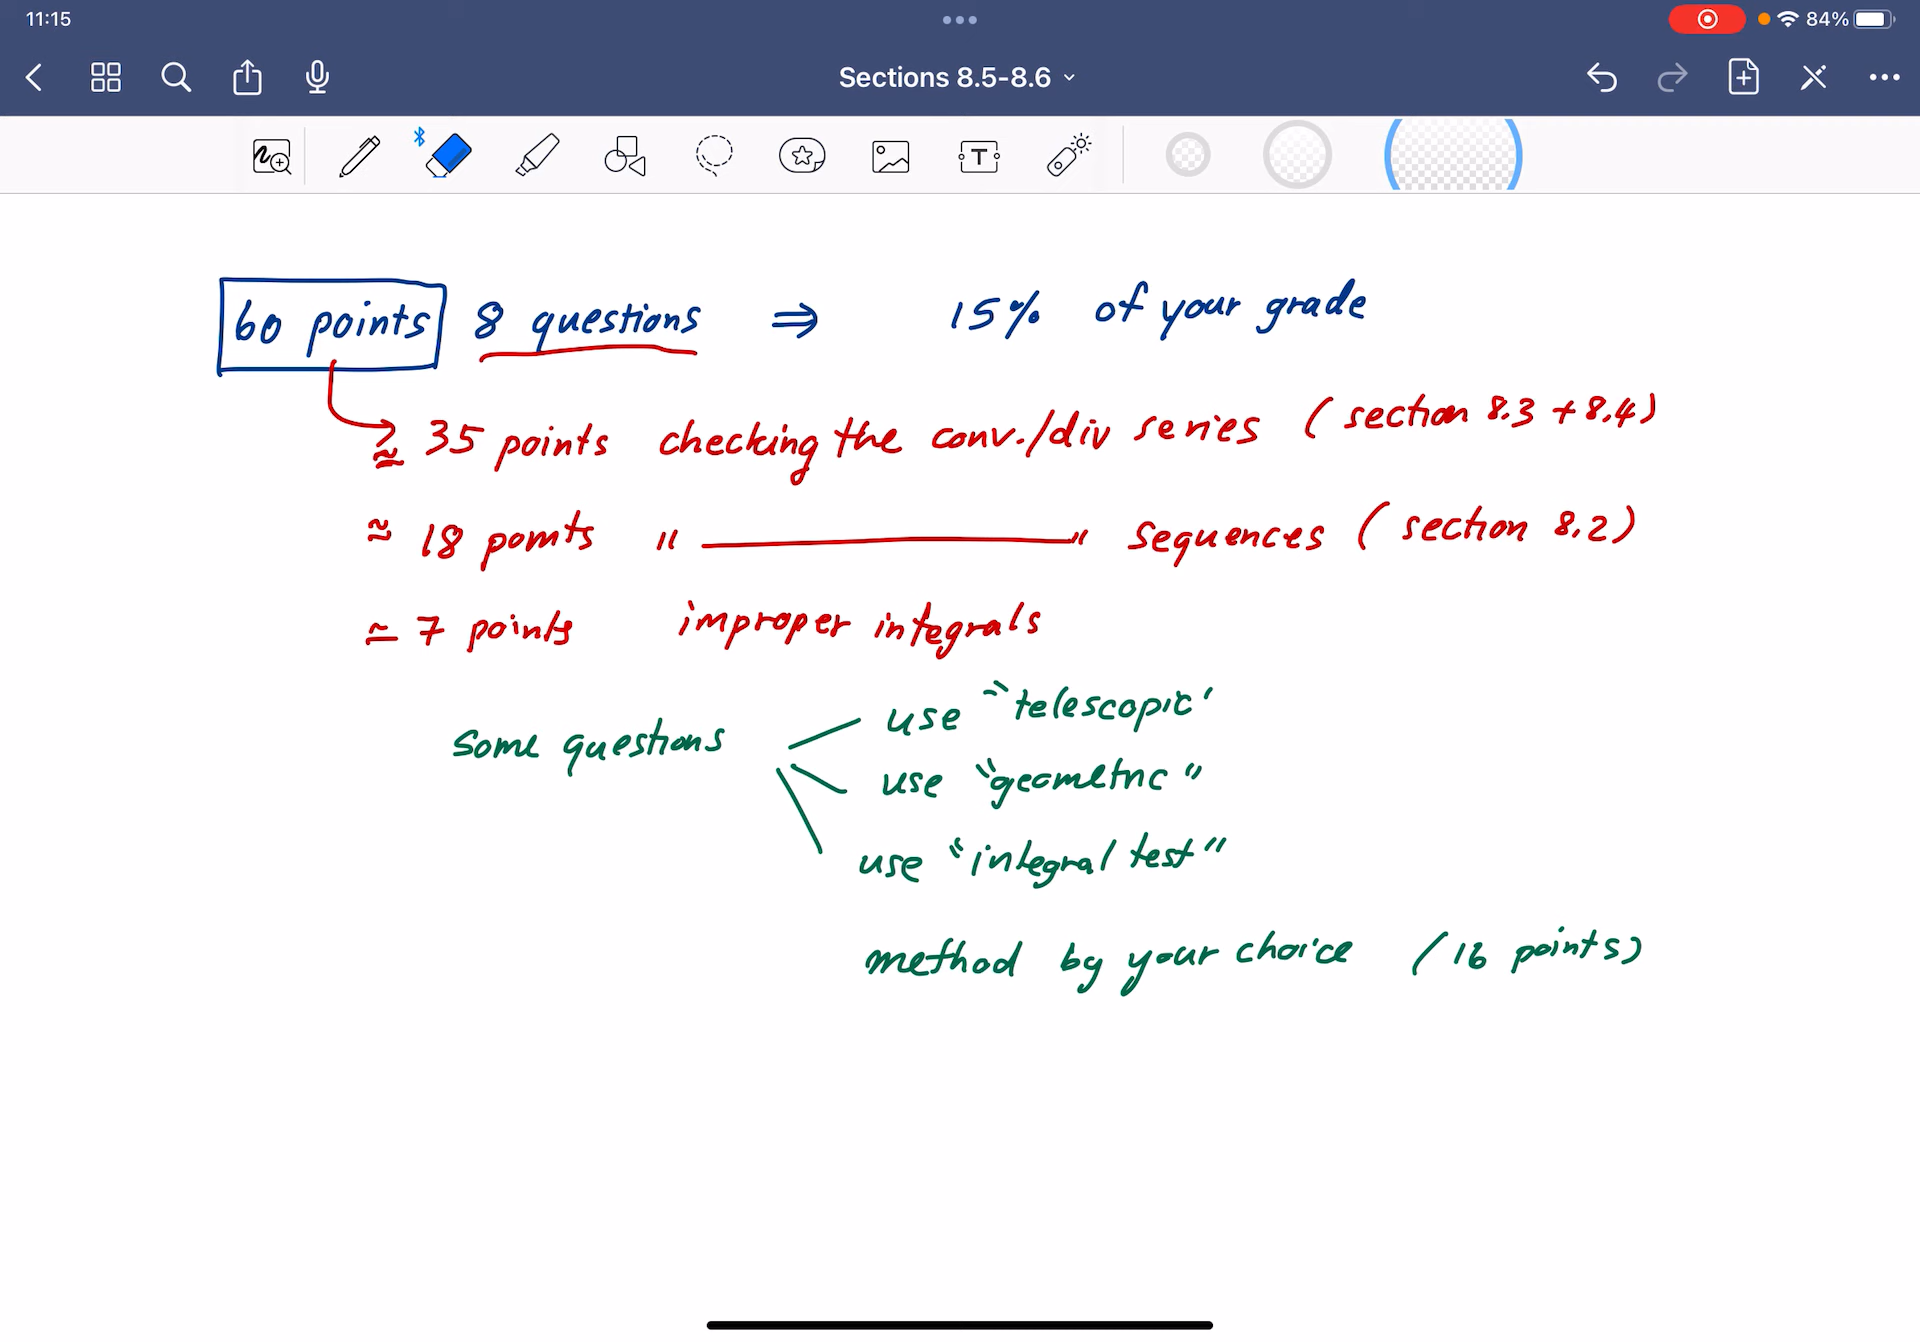 11:15
84%
Sections 8.5-8.6
T
60 points 8 questions ⇒ 15% of your grade
≈ 35 points checking the conv./div series (section 8.3 + 8.4)
≈ 18 points " ———— " sequences (section 8.2)
≃ 7 points improper integrals
some questions
use "telescopic"
use "geometric"
use "integral test"
method by your choice (16 points)